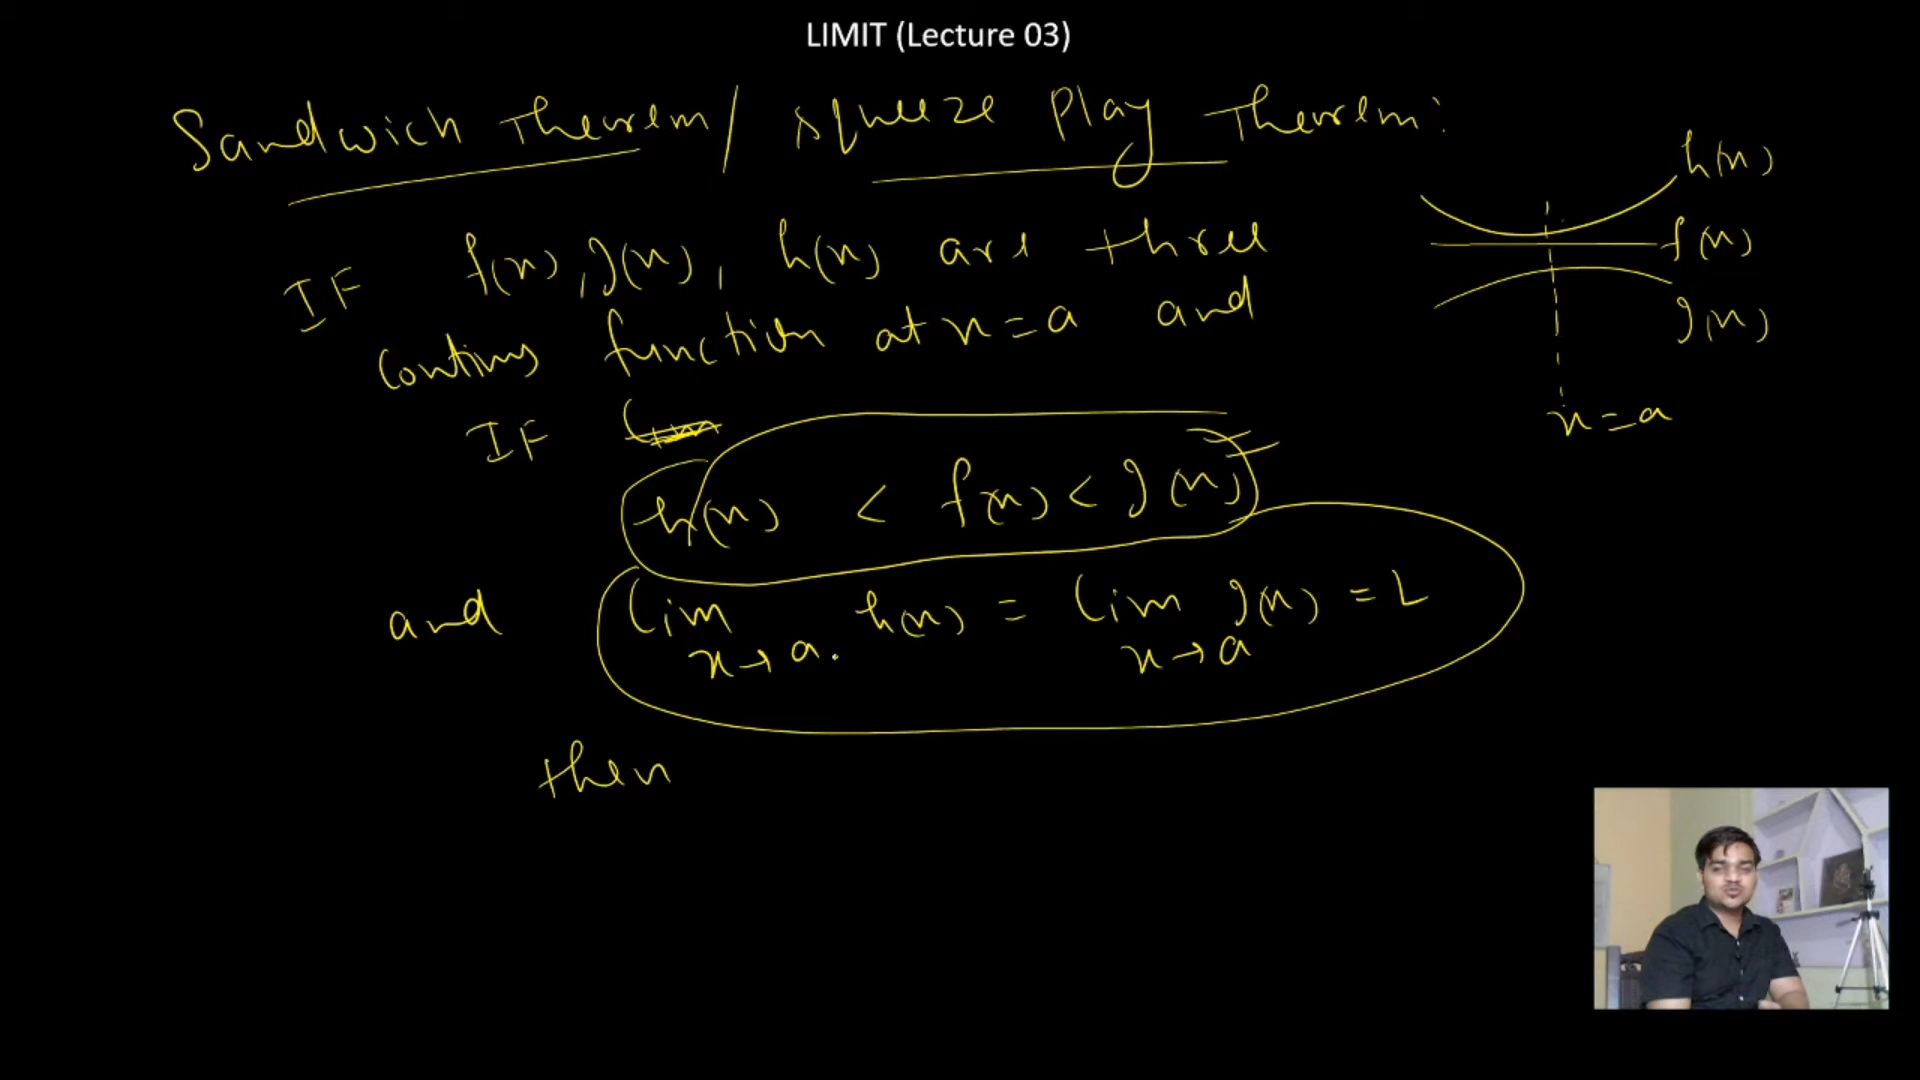 LIMIT (Lecture 03)
Sandwich Theorem / squeeze Play Theorem:
IF f(x), g(x), h(x) are three
continus function at x=a and
IF
h(x) < f(x) < g(x)
and lim h(x) = lim g(x) = L
x→a. x→a
then
h(x)
f(x)
g(x)
x=a